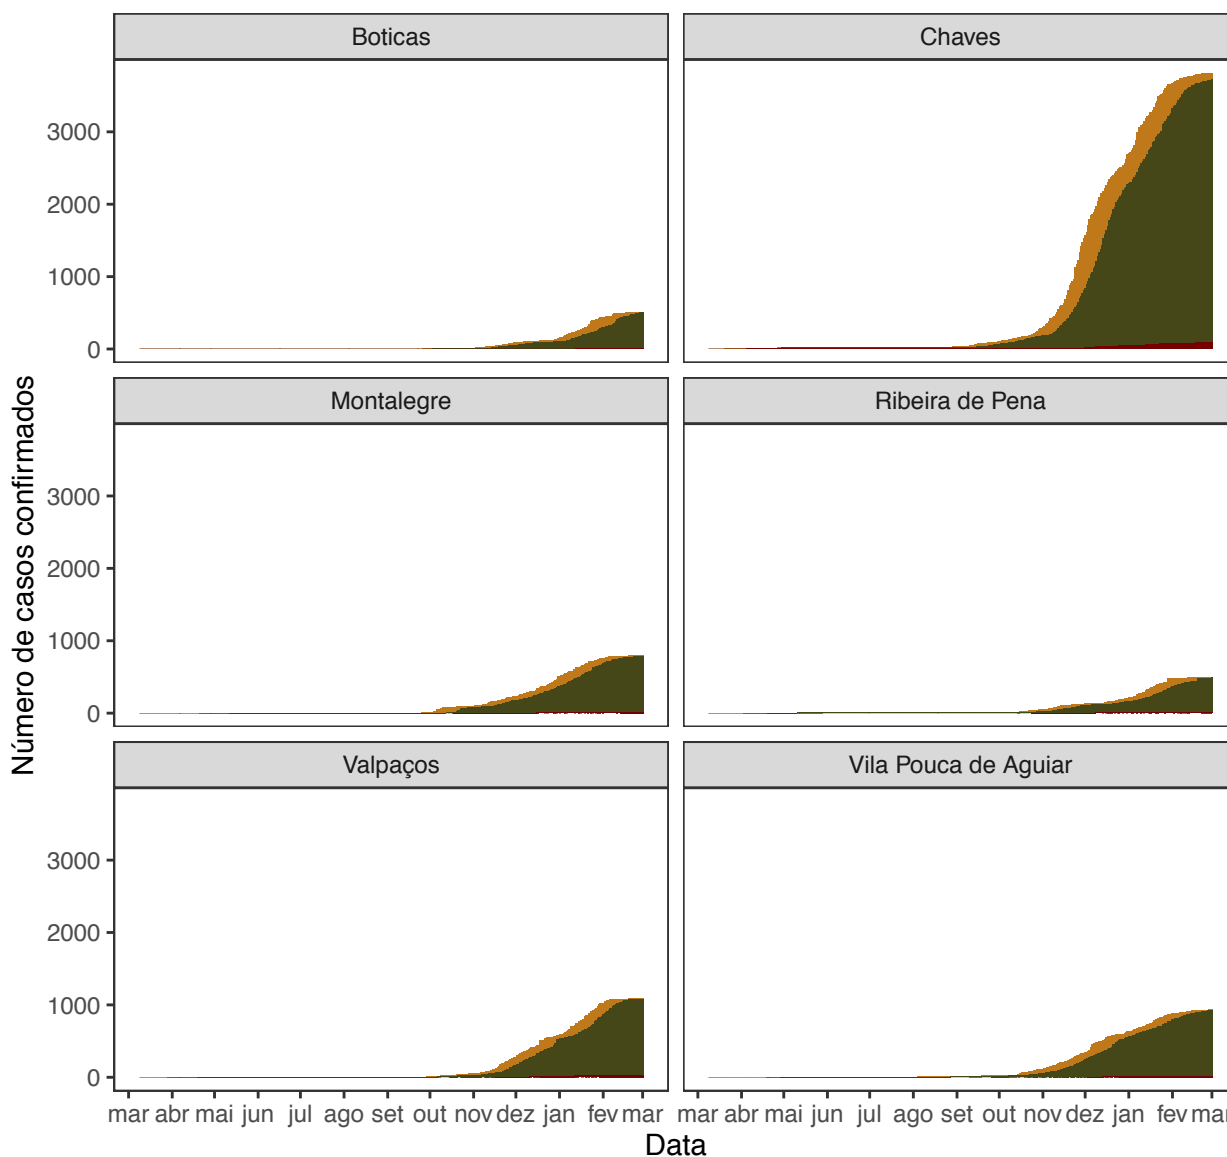 Boticas Chaves
3000
2000
1000
0
Montalegre Ribeira de Pena
3000
2000
1000
0
Valpaços Vila Pouca de Aguiar
3000
2000
1000
0
mar abr mai jun jul ago set out nov dez jan fev mar mar abr mai jun jul ago set out nov dez jan fev mar
Data
Número de casos confirmados